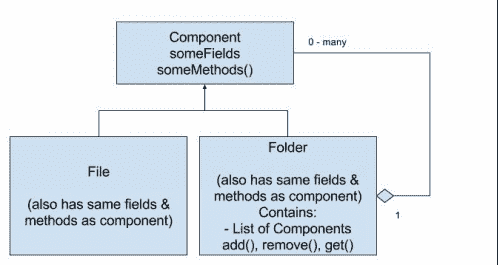 Component
someFields
someMethods()
0 - many
File
(also has same fields &
methods as component)
Folder
(also has same fields &
methods as component)
Contains:
- List of Components
add(), remove(), get()
1